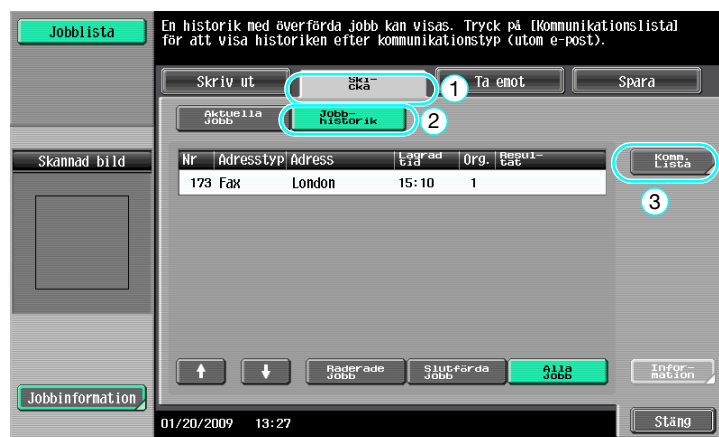 Jobblista
En historik med överförda jobb kan visas. Tryck på [Kommunikationslista]
för att visa historiken efter kommunikationstyp (utom e-post).
Skriv ut
Ski-
cka
Ta emot
Spara
1
Aktuella
Jobb
Jobb-
historik
2
Skannad bild
Nr Adresstyp Adress Lagrad
tid Org. Resul-
tat
Komm.
Lista
173 Fax London 15:10 1
3
Raderade
Jobb
Slutförda
Jobb
Alla
Jobb
Infor-
mation
Jobbinformation
01/20/2009 13:27
Stäng